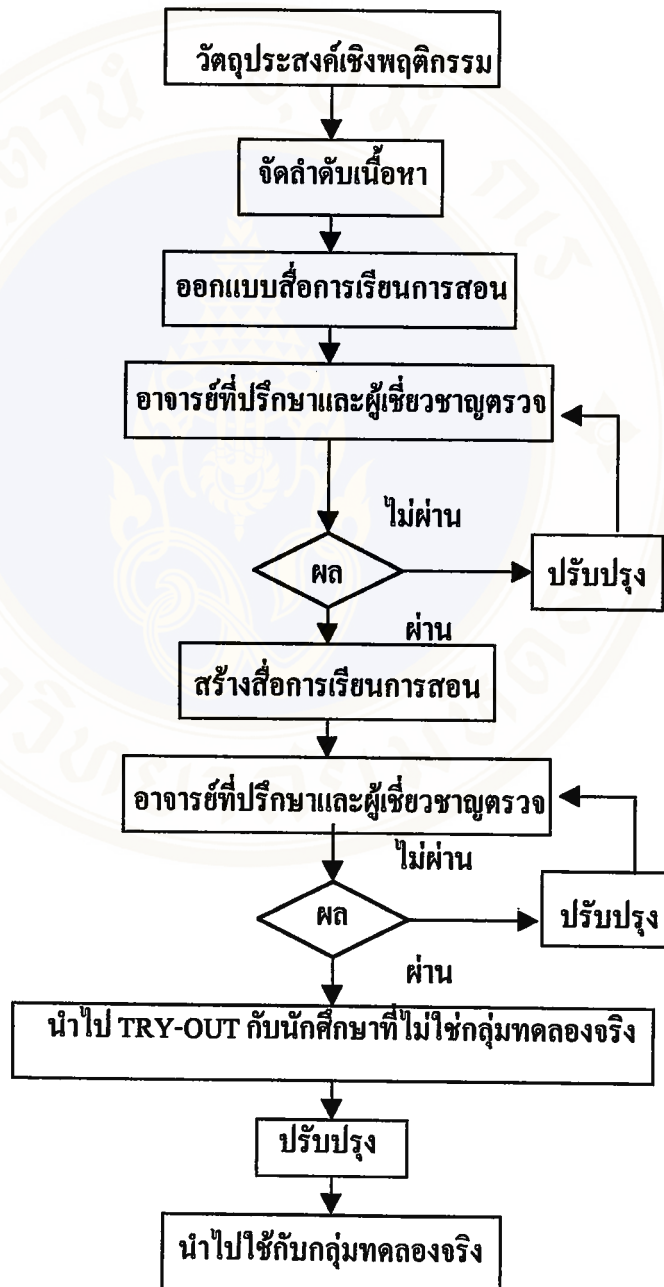 วัตถุประสงค์เชิงพฤติกรรม
จัดลำดับเนื้อหา
ออกแบบสื่อการเรียนการสอน
อาจารย์ที่ปรึกษาและผู้เชี่ยวชาญตรวจ
ไม่ผ่าน
ผล
ปรับปรุง
ผ่าน
สร้างสื่อการเรียนการสอน
อาจารย์ที่ปรึกษาและผู้เชี่ยวชาญตรวจ
ไม่ผ่าน
ผล
ปรับปรุง
ผ่าน
นำไป TRY-OUT กับนักศึกษาที่ไม่ใช่กลุ่มทดลองจริง
ปรับปรุง
นำไปใช้กับกลุ่มทดลองจริง